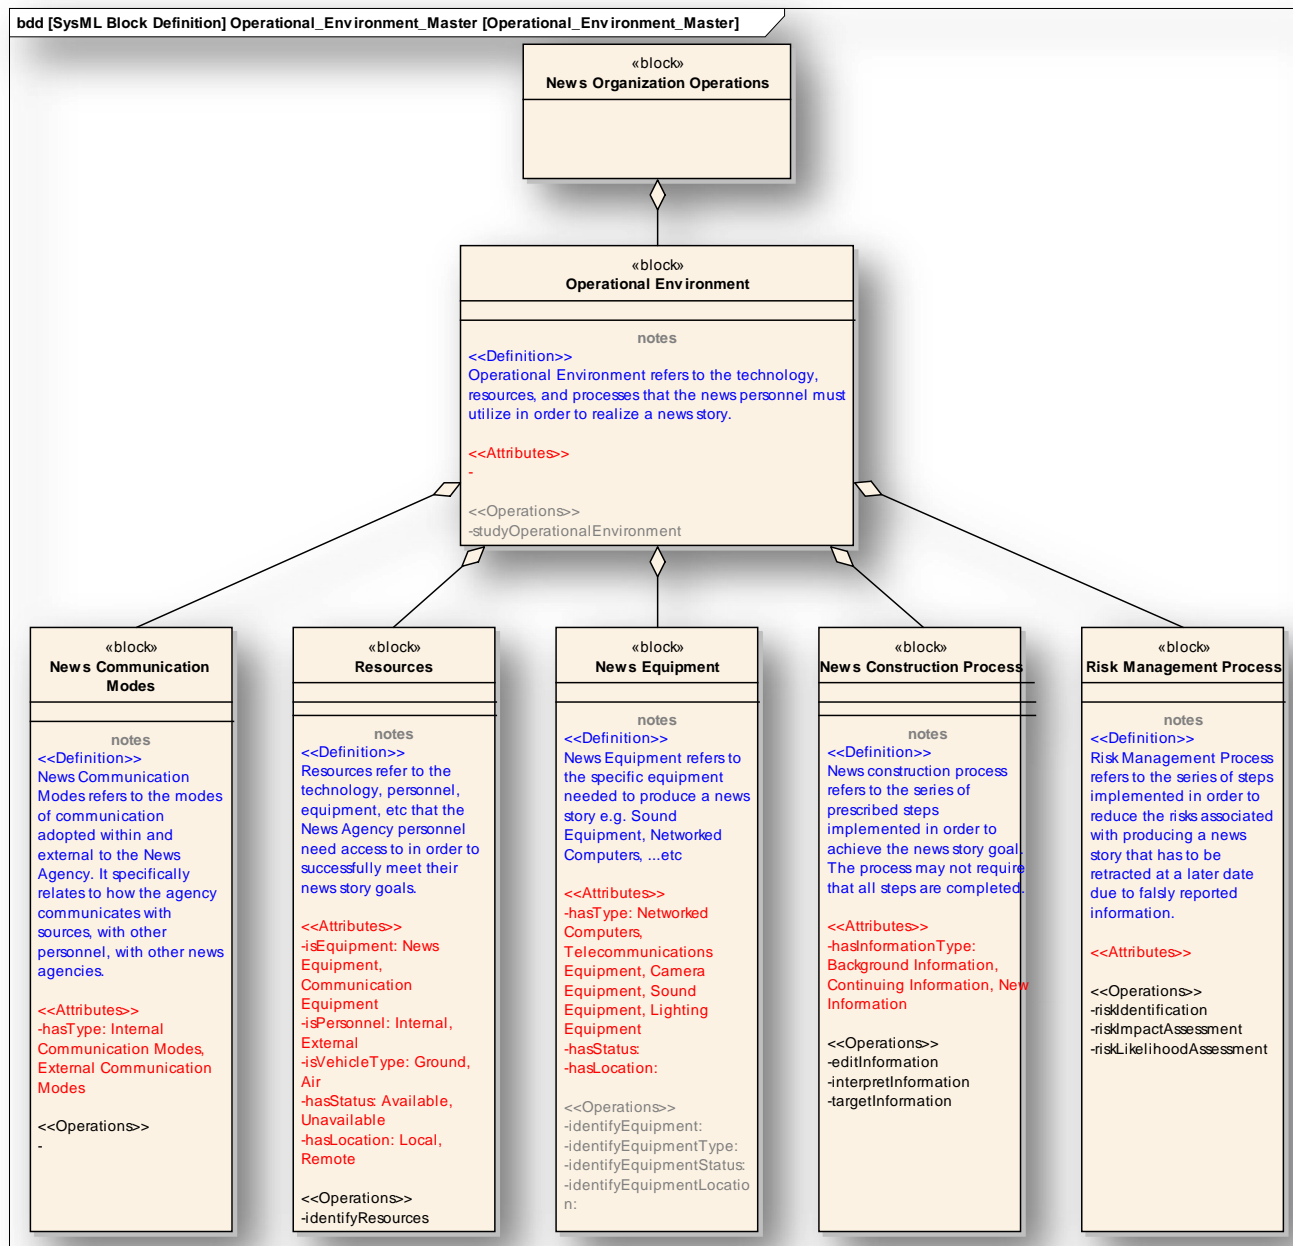 bdd [SysML Block Definition] Operational_Environment_Master [Operational_Environment_Master]
«block»
News Organization Operations
«block»
Operational Environment
notes
<<Definition>>
Operational Environment refers to the technology,
resources, and processes that the news personnel must
utilize in order to realize a news story.
<<Attributes>>
-
<<Operations>>
-studyOperationalEnvironment
«block»
News Communication
Modes
notes
<<Definition>>
News Communication
Modes refers to the modes
of communication
adopted within and
external to the News
Agency. It specifically
relates to how the agency
communicates with
sources, with other
personnel, with other news
agencies.
<<Attributes>>
-hasType: Internal
Communication Modes,
External Communication
Modes
<<Operations>>
-
«block»
Resources
notes
<<Definition>>
Resources refer to the
technology, personnel,
equipment, etc that the
News Agency personnel
need access to in order to
successfully meet their
news story goals.
<<Attributes>>
-isEquipment: News
Equipment,
Communication
Equipment
-isPersonnel: Internal,
External
-isVehicleType: Ground,
Air
-hasStatus: Available,
Unavailable
-hasLocation: Local,
Remote
<<Operations>>
-identifyResources
«block»
News Equipment
notes
<<Definition>>
News Equipment refers to
the specific equipment
needed to produce a news
story e.g. Sound
Equipment, Networked
Computers, ...etc
<<Attributes>>
-hasType: Networked
Computers,
Telecommunications
Equipment, Camera
Equipment, Sound
Equipment, Lighting
Equipment
-hasStatus:
-hasLocation:
<<Operations>>
-identifyEquipment:
-identifyEquipmentType:
-identifyEquipmentStatus:
-identifyEquipmentLocatio
n:
«block»
News Construction Process
notes
<<Definition>>
News construction process
refers to the series of
prescribed steps
implemented in order to
achieve the news story goal.
The process may not require
that all steps are completed.
<<Attributes>>
-hasInformationType:
Background Information,
Continuing Information, New
Information
<<Operations>>
-editInformation
-interpretInformation
-targetInformation
«block»
Risk Management Process
notes
<<Definition>>
Risk Management Process
refers to the series of steps
implemented in order to
reduce the risks associated
with producing a news
story that has to be
retracted at a later date
due to falsly reported
information.
<<Attributes>>
<<Operations>>
-riskIdentification
-riskImpactAssessment
-riskLikelihoodAssessment